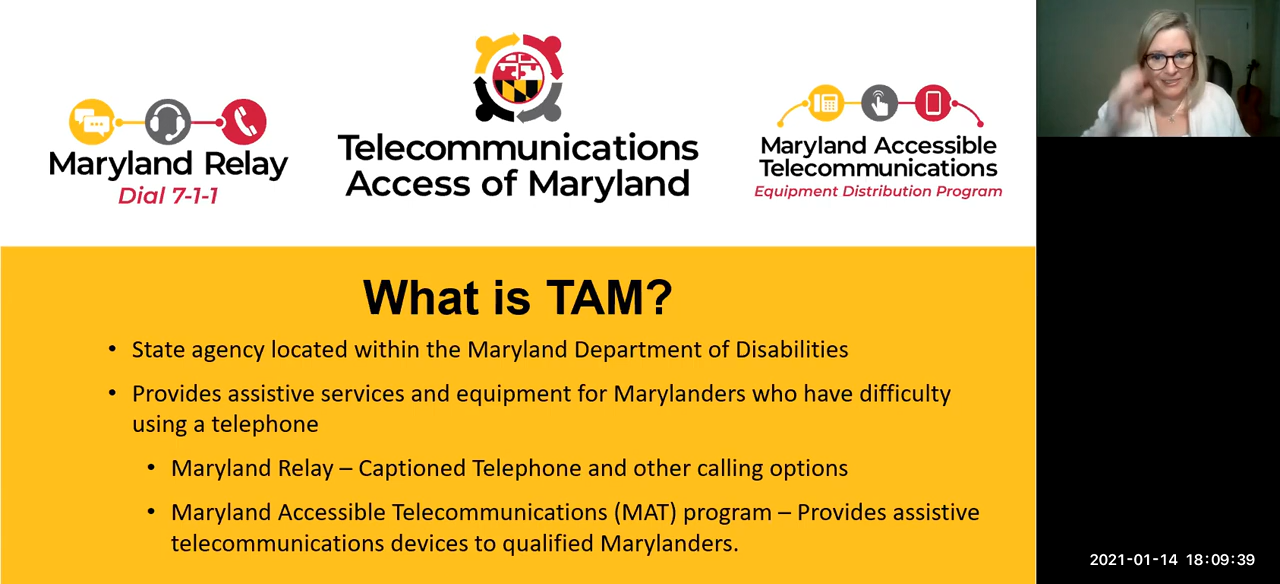 Maryland Relay
Dial 7-1-1
Telecommunications
Access of Maryland
Maryland Accessible
Telecommunications
Equipment Distribution Program
What is TAM?
• State agency located within the Maryland Department of Disabilities
• Provides assistive services and equipment for Marylanders who have difficulty
using a telephone
• Maryland Relay – Captioned Telephone and other calling options
• Maryland Accessible Telecommunications (MAT) program – Provides assistive
telecommunications devices to qualified Marylanders.
2021-01-14 18:09:39